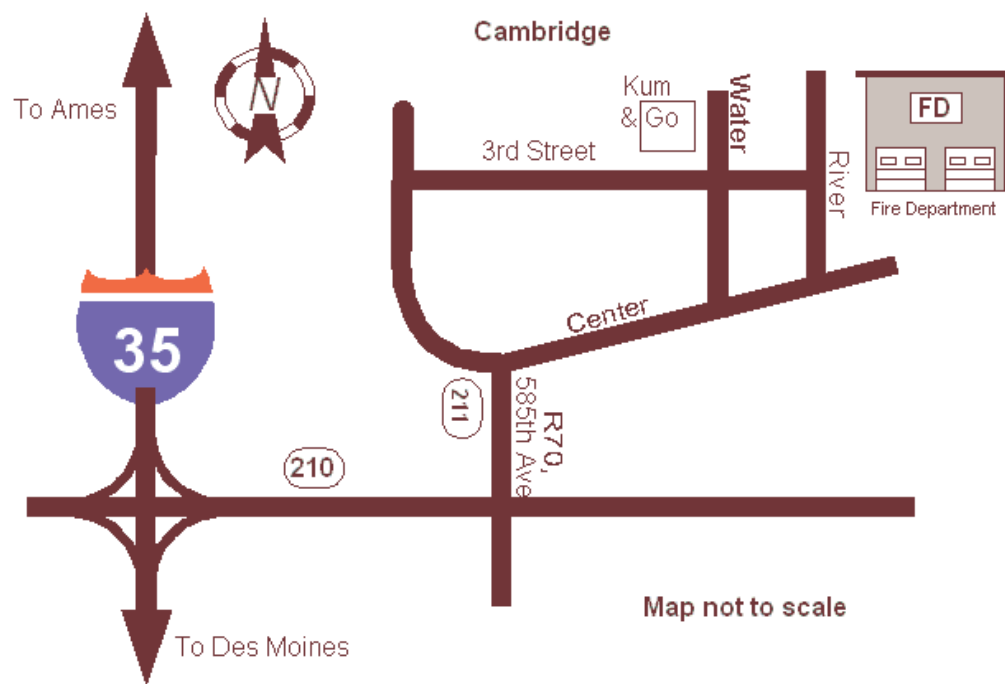 Cambridge
To Ames
N
Kum
& Go
Water
FD
3rd Street
River
Fire Department
Center
35
211
R70,
585th Ave
210
Map not to scale
To Des Moines